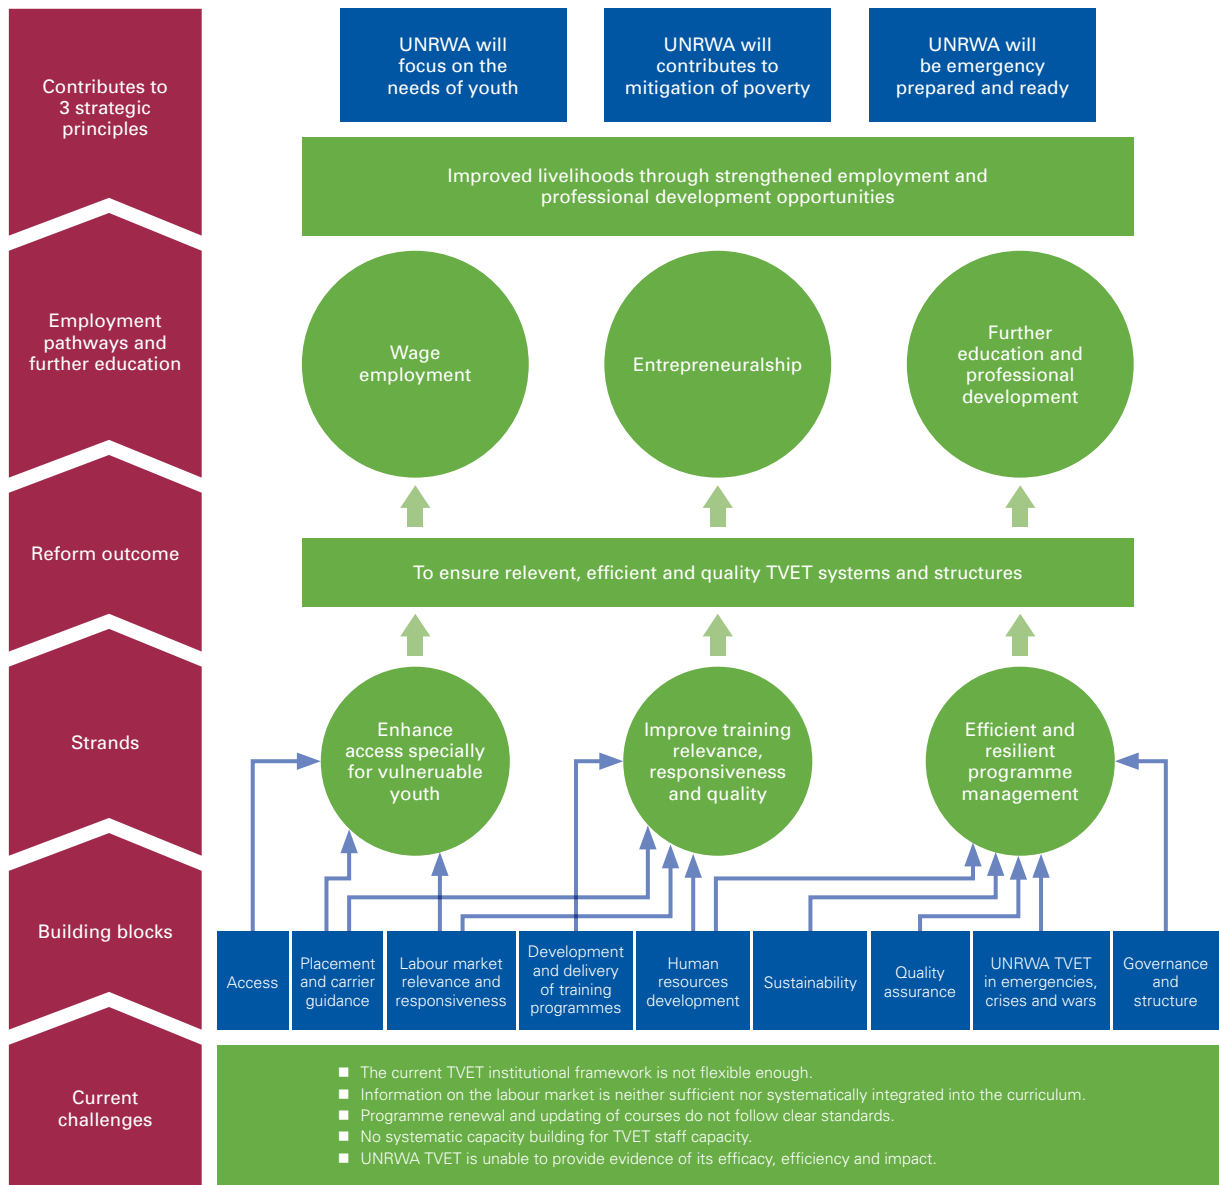 Contributes to
3 strategic
principles
UNRWA will
focus on the
needs of youth
UNRWA will
contributes to
mitigation of poverty
UNRWA will
be emergency
prepared and ready
Improved livelihoods through strengthened employment and
professional development opportunities
Employment
pathways and
further education
Wage
employment
Entrepreneuralship
Further
education and
professional
development
Reform outcome
To ensure relevent, efficient and quality TVET systems and structures
Strands
Enhance
access specially
for vulneruable
youth
Improve training
relevance,
responsiveness
and quality
Efficient and
resilient
programme
management
Building blocks
Access
Placement
and carrier
guidance
Labour market
relevance and
responsiveness
Development
and delivery
of training
programmes
Human
resources
development
Sustainability
Quality
assurance
UNRWA TVET
in emergencies,
crises and wars
Governance
and
structure
Current
challenges
■ The current TVET institutional framework is not flexible enough.
■ Information on the labour market is neither sufficient nor systematically integrated into the curriculum.
■ Programme renewal and updating of courses do not follow clear standards.
■ No systematic capacity building for TVET staff capacity.
■ UNRWA TVET is unable to provide evidence of its efficacy, efficiency and impact.